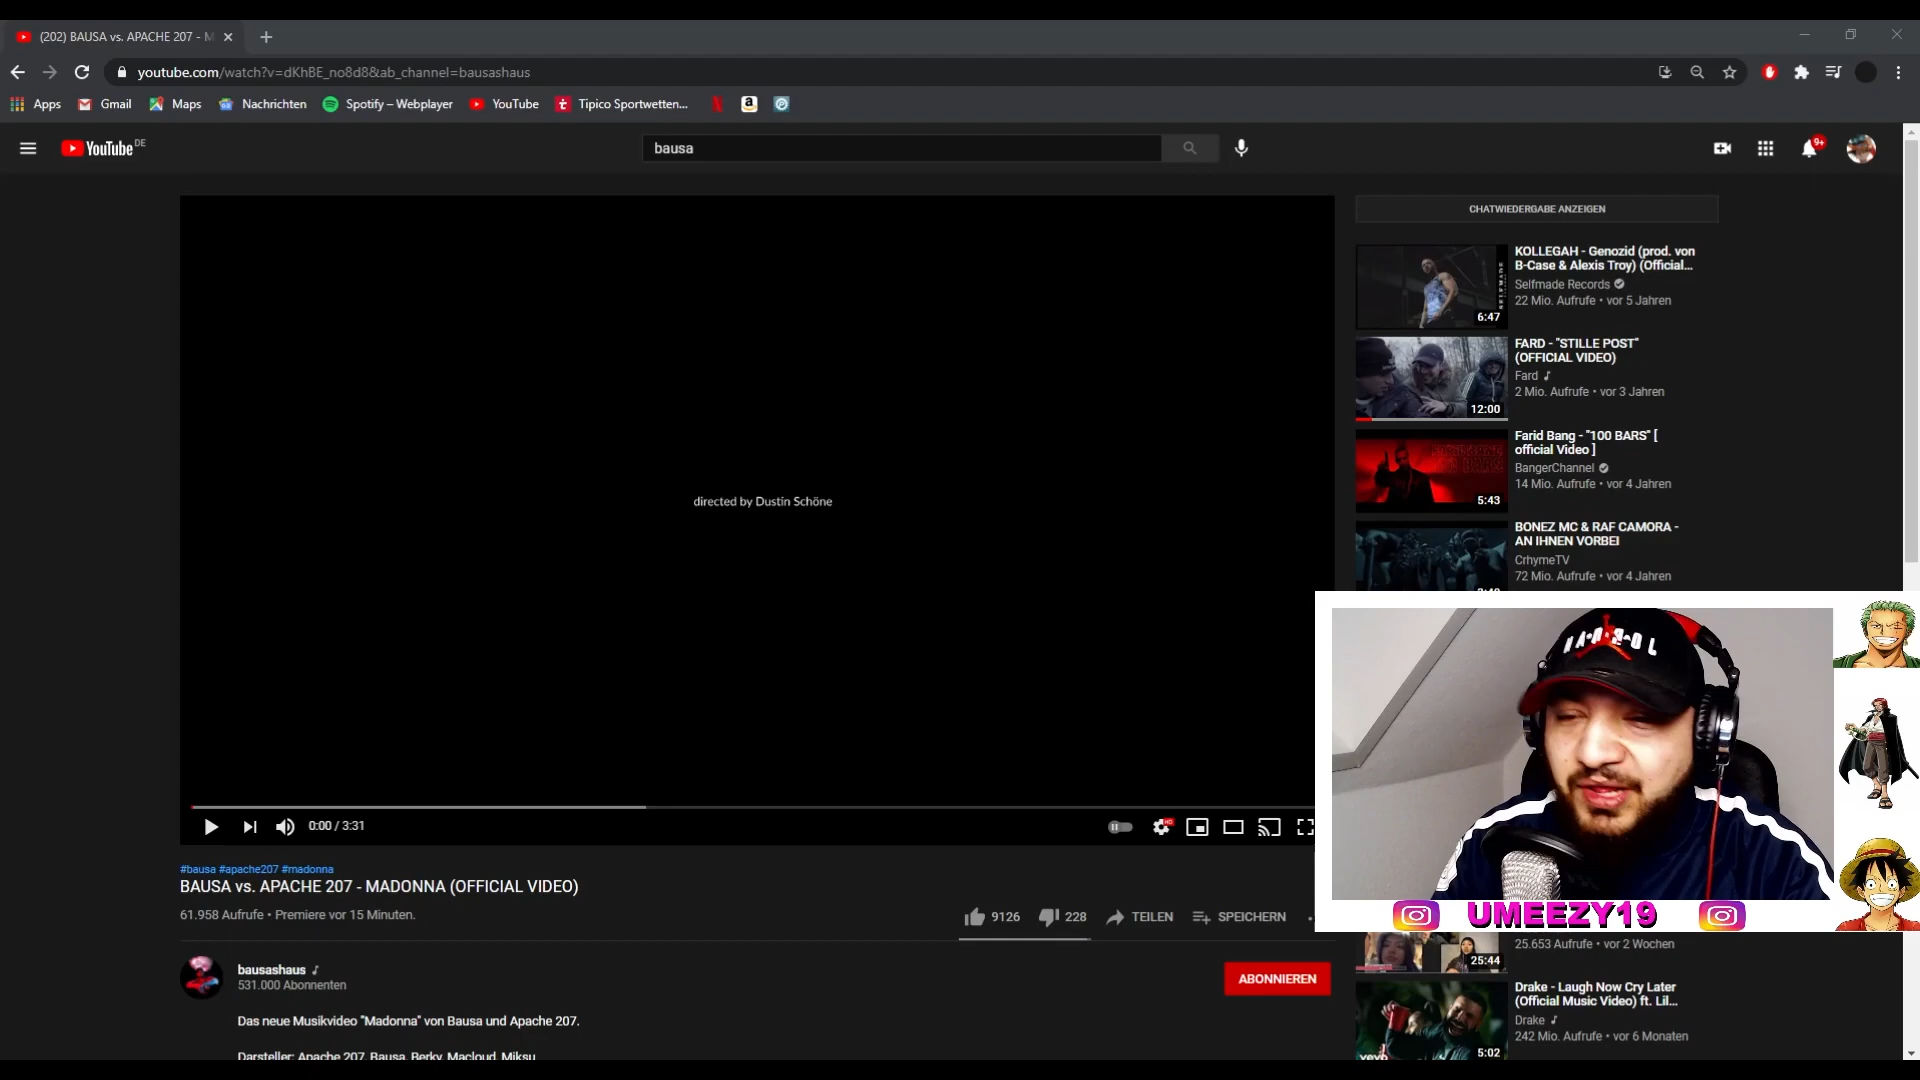 (202) BAUSA vs. APACHE 207 - M
youtube.com/watch?v=dKhBE_no8d8&ab_channel=bausashaus
Apps
Gmail
Maps
Nachrichten
Spotify – Webplayer
YouTube
Tipico Sportwetten...
YouTube DE
bausa
9+
CHATWIEDERGABE ANZEIGEN
KOLLEGAH - Genozid (prod. von
B-Case & Alexis Troy) (Official...
Selfmade Records
22 Mio. Aufrufe • vor 5 Jahren
6:47
FARD - "STILLE POST"
(OFFICIAL VIDEO)
Fard
2 Mio. Aufrufe • vor 3 Jahren
12:00
Farid Bang - "100 BARS" [
official Video ]
BangerChannel
14 Mio. Aufrufe • vor 4 Jahren
5:43
BONEZ MC & RAF CAMORA -
AN IHNEN VORBEI
CrhymeTV
72 Mio. Aufrufe • vor 4 Jahren
directed by Dustin Schöne
0:00 / 3:31
HD
#bausa #apache207 #madonna
BAUSA vs. APACHE 207 - MADONNA (OFFICIAL VIDEO)
61.958 Aufrufe • Premiere vor 15 Minuten.
9126
228
TEILEN
SPEICHERN
bausashaus
531.000 Abonnenten
ABONNIEREN
Das neue Musikvideo "Madonna" von Bausa und Apache 207.
Darsteller: Apache 207, Bausa, Berky, Macloud, Miksu
UMEEZY19
25.653 Aufrufe • vor 2 Wochen
25:44
Drake - Laugh Now Cry Later
(Official Music Video) ft. Lil...
Drake
242 Mio. Aufrufe • vor 6 Monaten
5:02